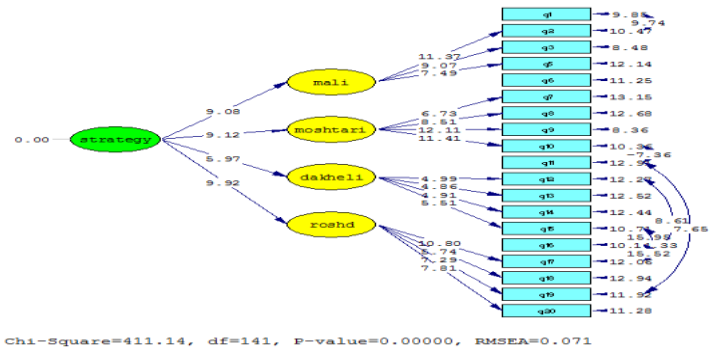 q1 9.85
9.74
q2 10.47
11.37
q3 8.48
9.07
7.49
q5 12.14
mali
q6 11.25
9.08
q7 13.15
6.73
q8 12.68
8.51
moshtari
9.12
12.11
q9 8.36
0.00
strategy
11.41
q10 10.36
-7.36
q11
5.97
dakheli
4.99
q12
4.86
q13 12.52
4.91
q14 12.44
5.51
8.61
7.65
9.92
roshd
q15
10.80
q16
q17 12.06
15.52
7.29
q18 12.94
7.81
q19 11.92
q20 11.28
Chi-Square=411.14, df=141, P-value=0.00000, RMSEA=0.071